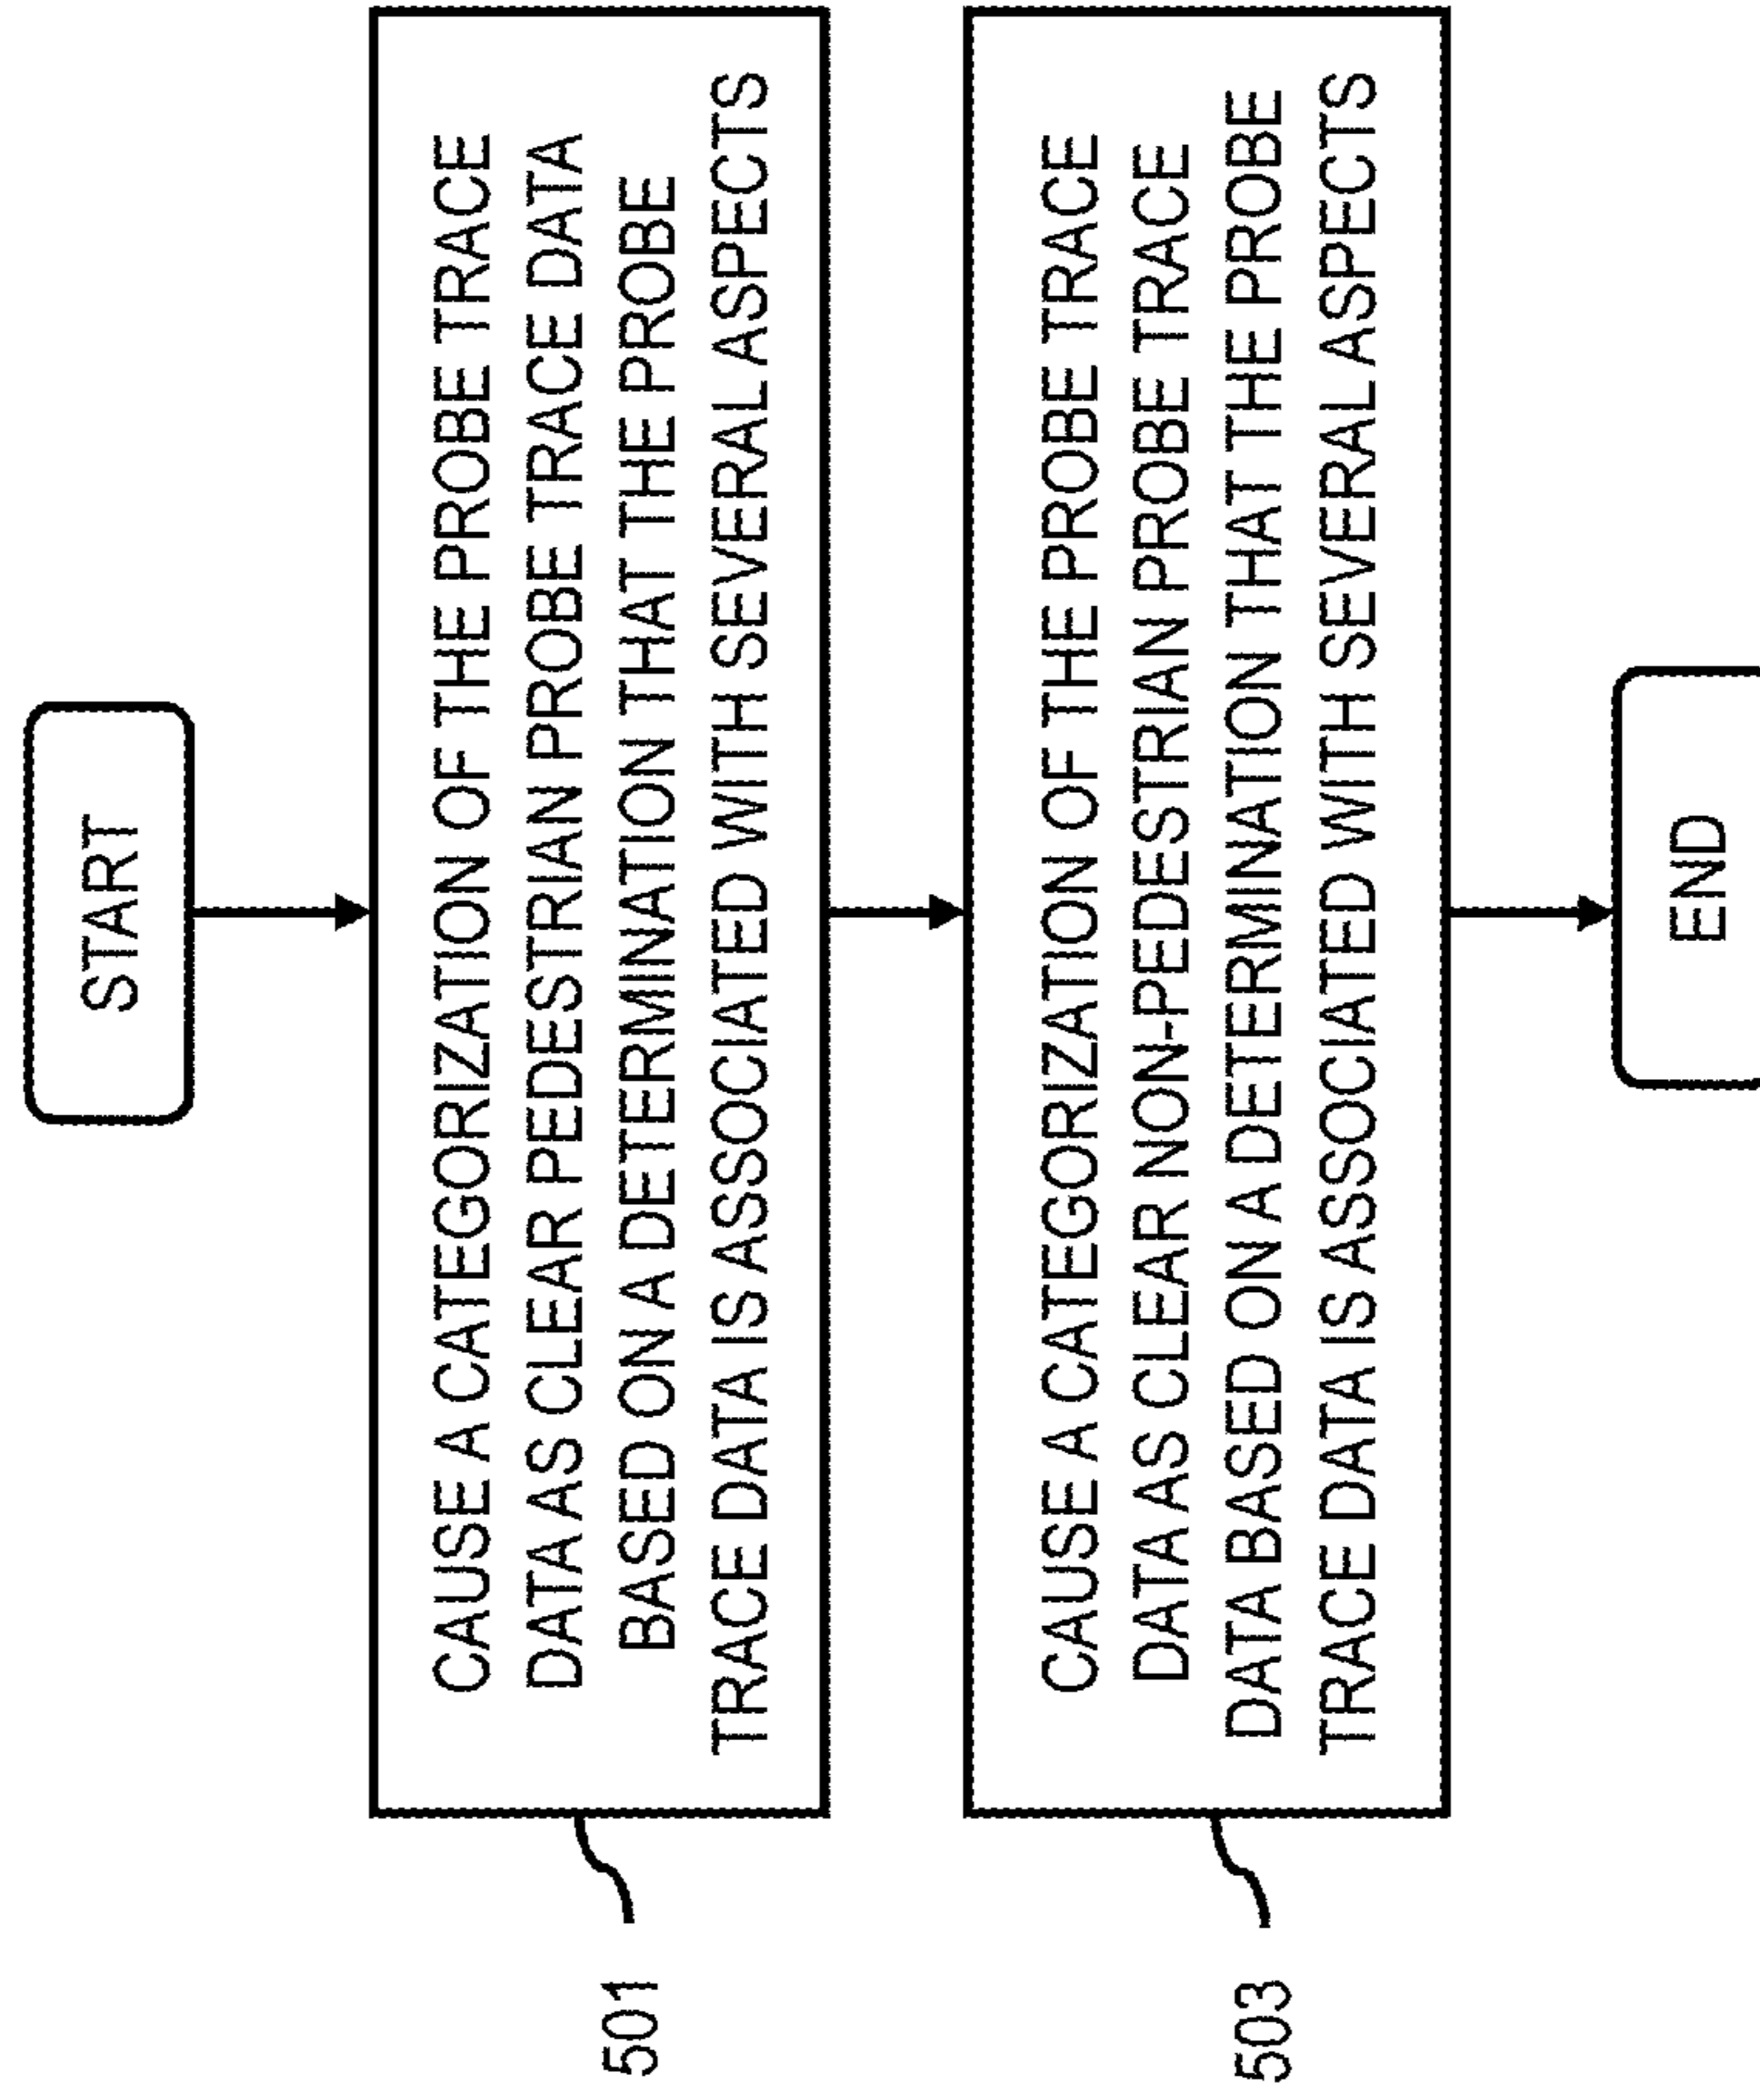 START
501
CAUSE A CATEGORIZATION OF THE PROBE TRACE
DATA AS CLEAR PEDESTRIAN PROBE TRACE DATA
BASED ON A DETERMINATION THAT THE PROBE
TRACE DATA IS ASSOCIATED WITH SEVERAL ASPECTS
503
CAUSE A CATEGORIZATION OF THE PROBE TRACE
DATA AS CLEAR NON-PEDESTRIAN PROBE TRACE
DATA BASED ON A DETERMINATION THAT THE PROBE
TRACE DATA IS ASSOCIATED WITH SEVERAL ASPECTS
END